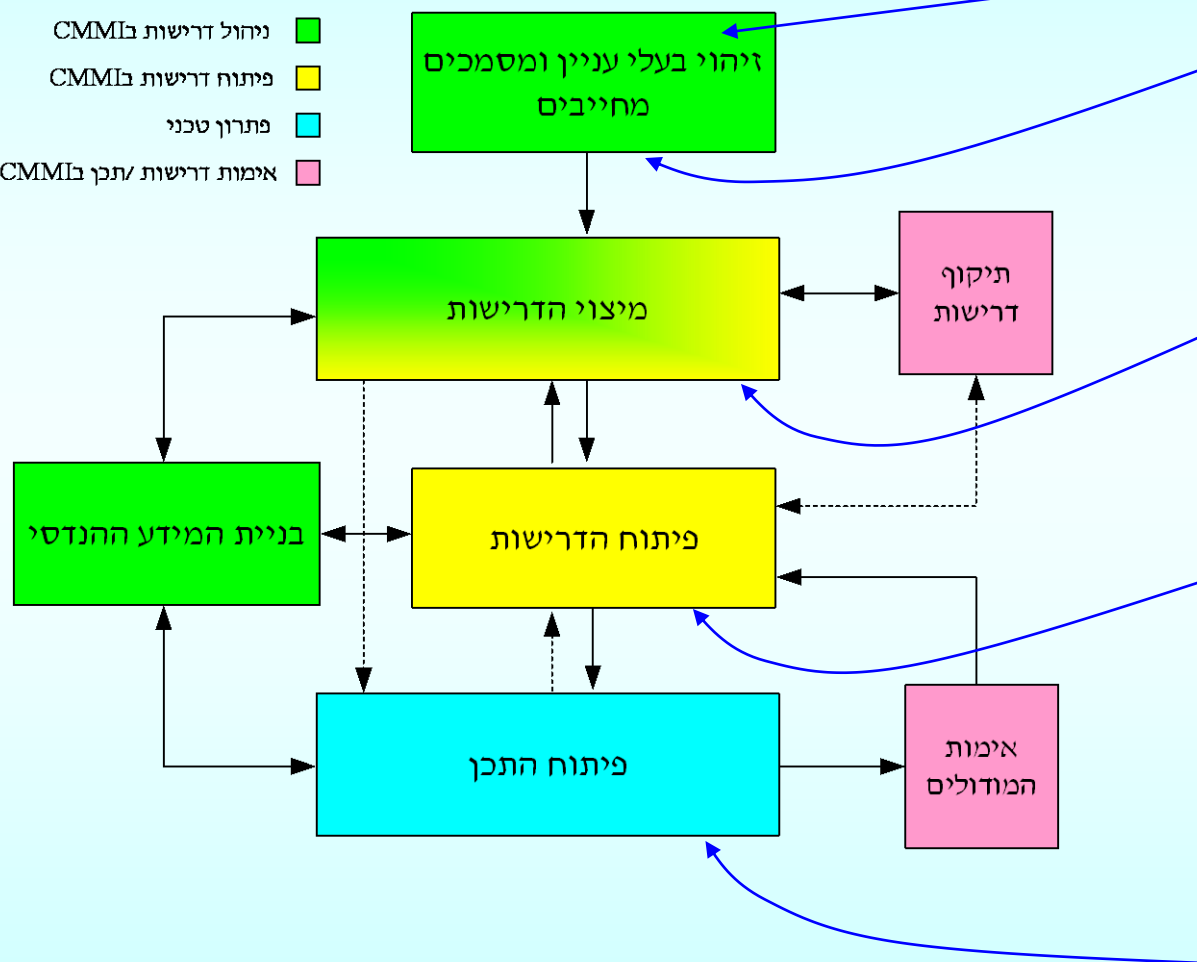 ניהול דרישות בCMMI
פיתוח דרישות בCMMI
פתרון טכני
אימות דרישות /תכן בCMMI
זיהוי בעלי עניין ומסמכים
מחייבים
מיצוי הדרישות
תיקוף
דרישות
בניית המידע ההנדסי
פיתוח הדרישות
פיתוח התכן
אימות
המודולים